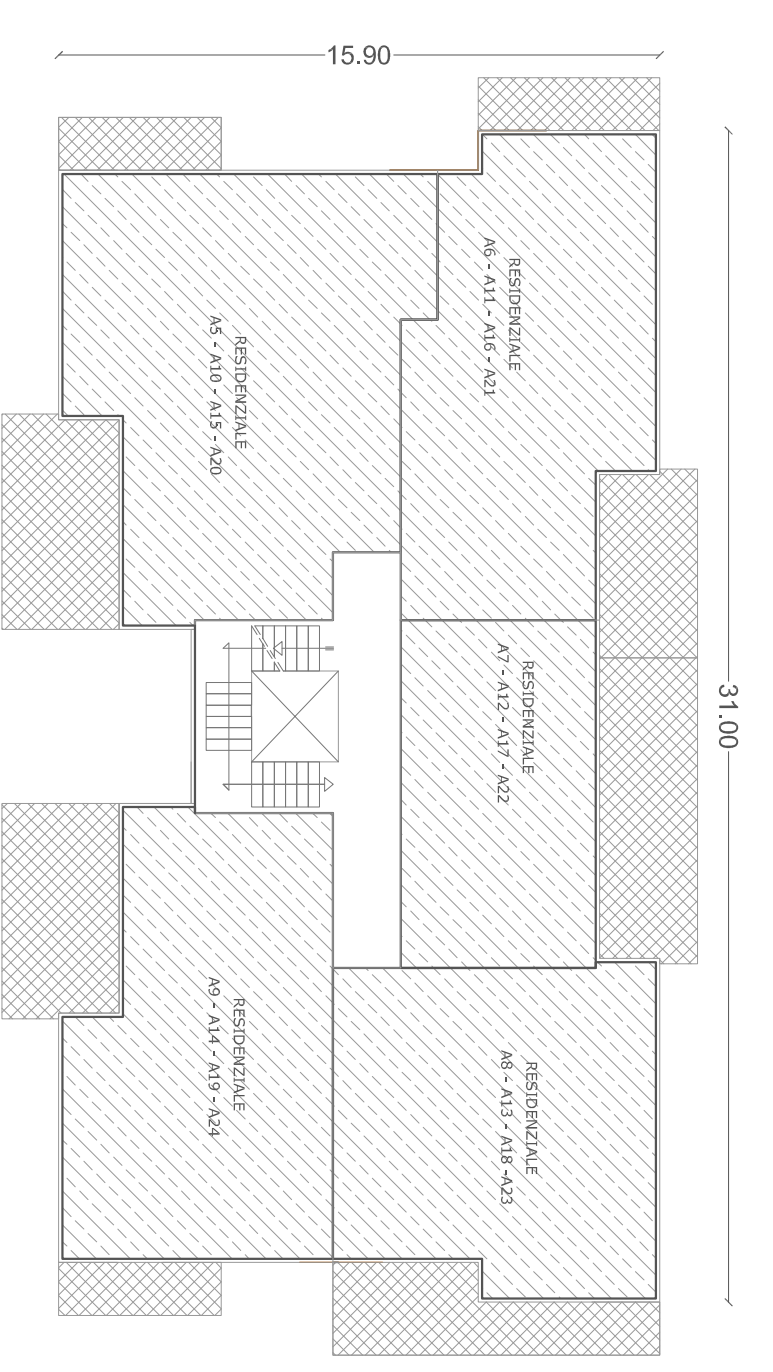 15.90
31.00
RESIDENZIALE
A6 - A11 - A16 - A21
RESIDENZIALE
A5 - A10 - A15 - A20
RESIDENZIALE
A7 - A12 - A17 - A22
RESIDENZIALE
A9 - A14 - A19 - A24
RESIDENZIALE
A8 - A13 - A18 -A23